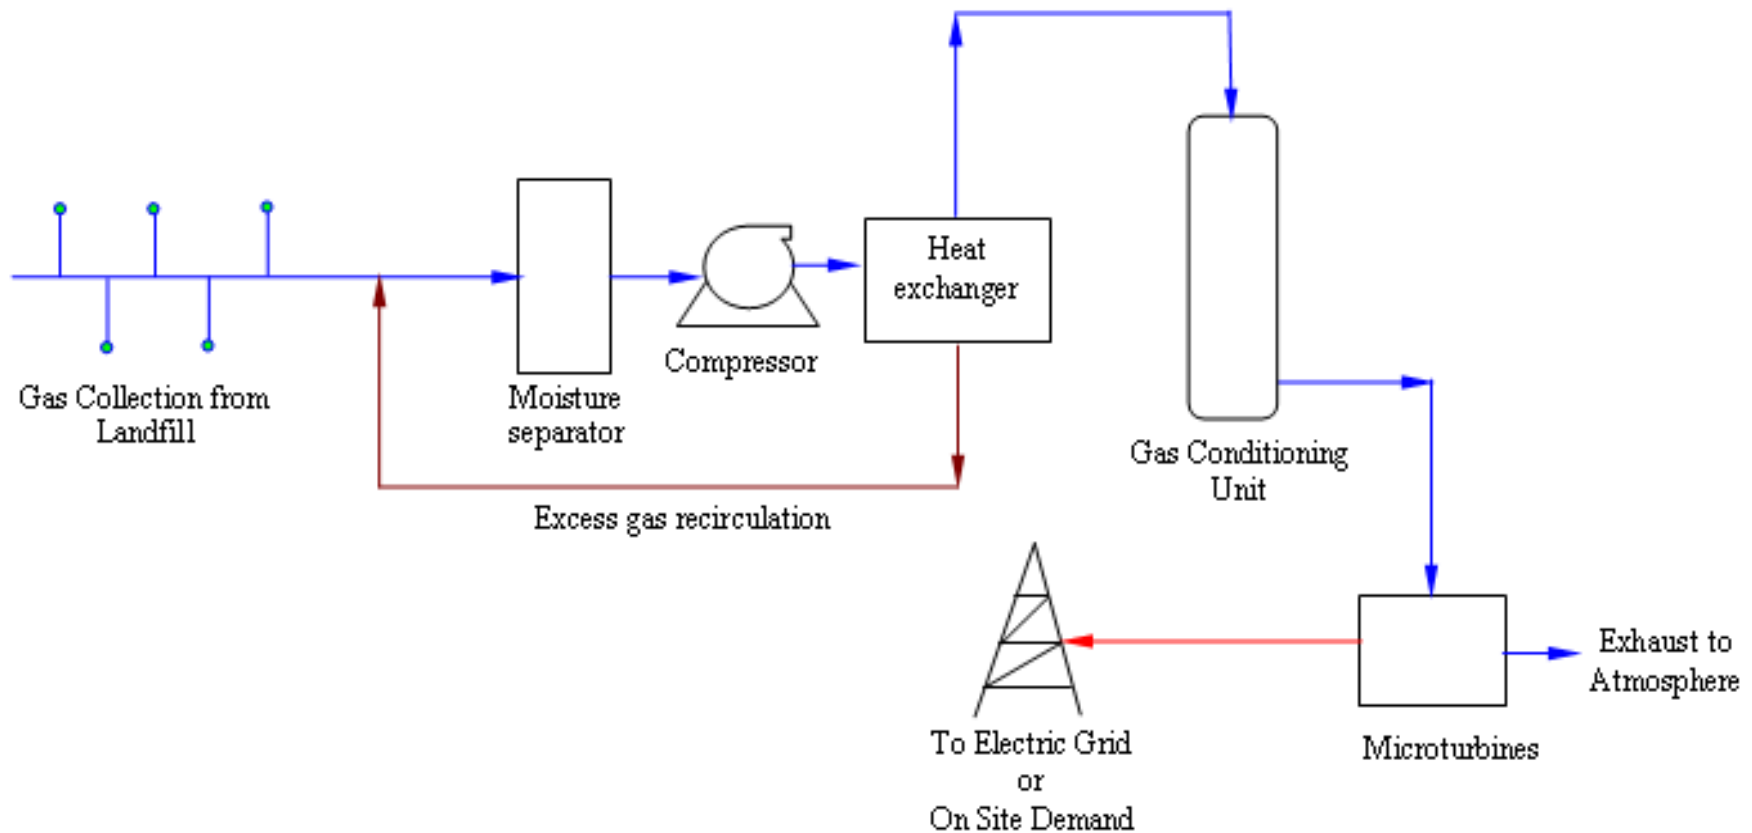 Heat
exchanger
Compressor
Gas Collection from
Landfill
Moisture
separator
Excess gas recirculation
Gas Conditioning
Unit
Exhaust to
Atmosphere
Microturbines
To Electric Grid
or
On Site Demand